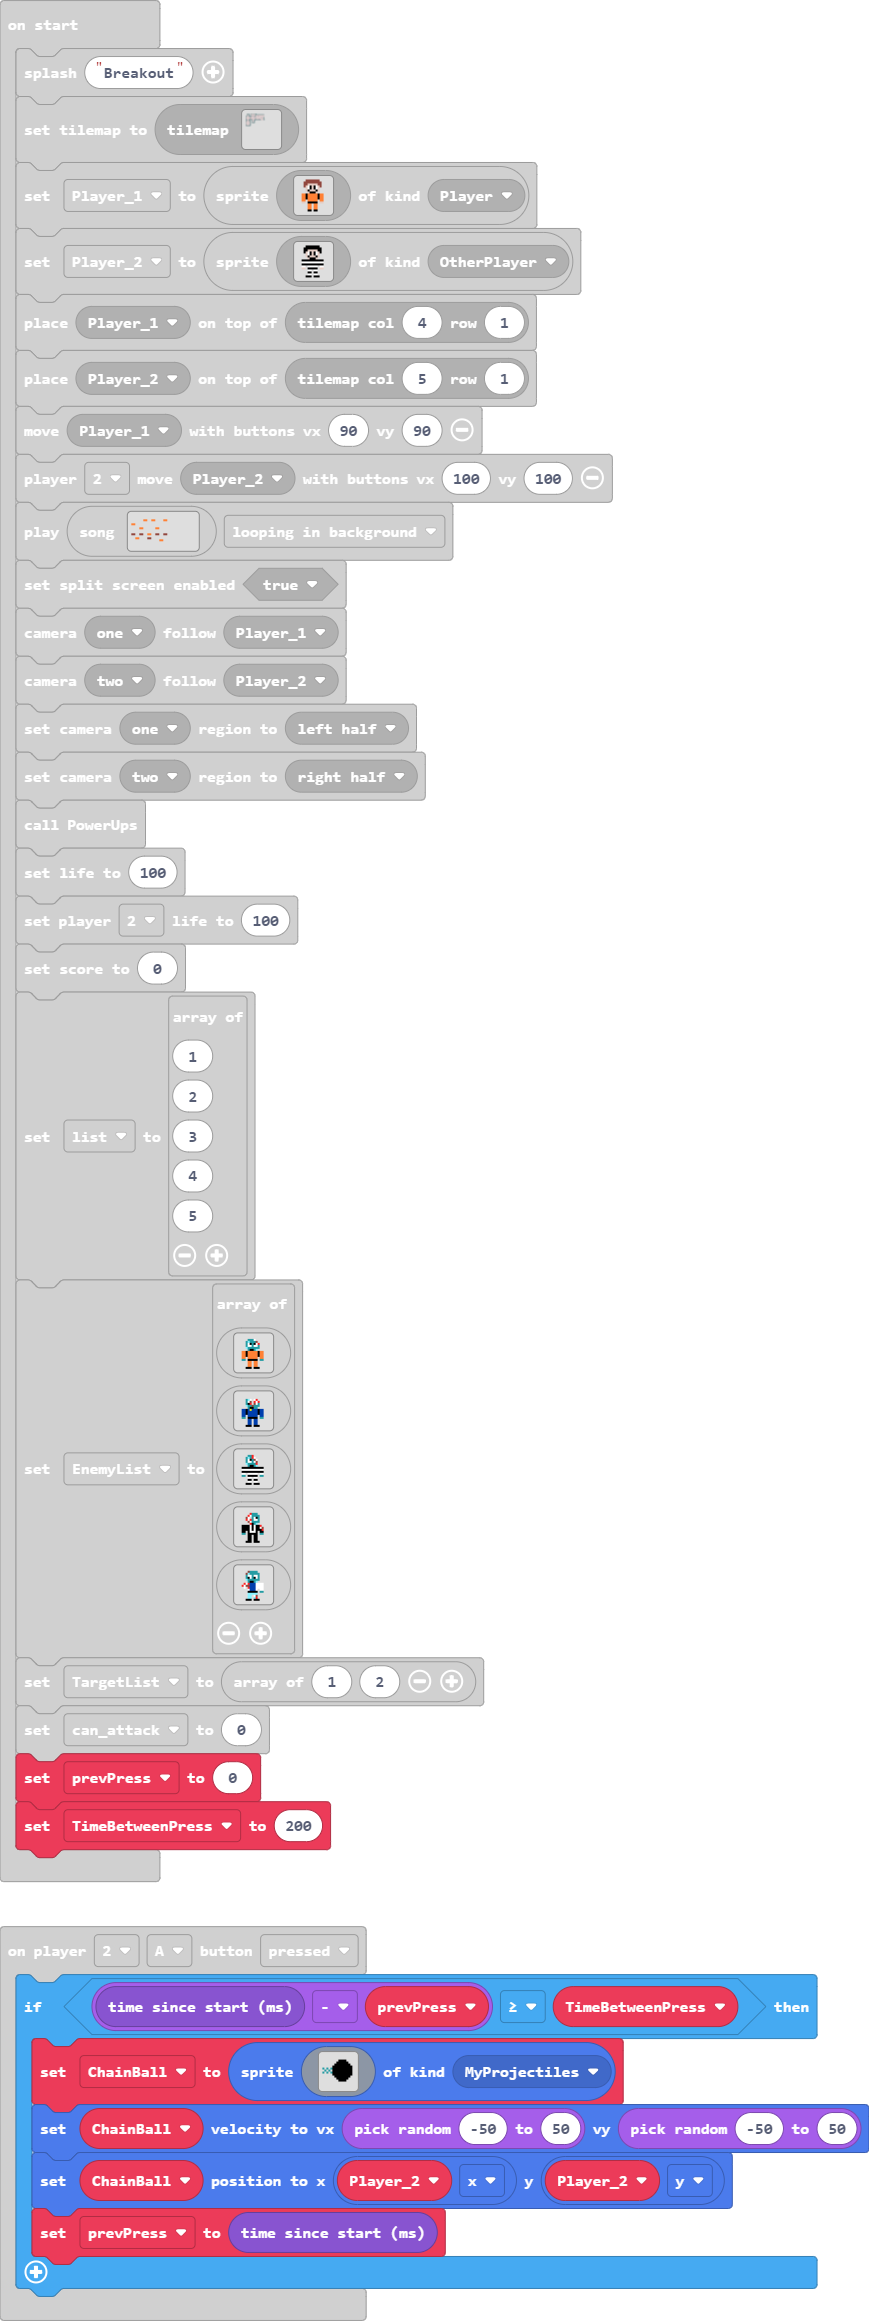 on start
splash "Breakout"
set tilemap to tilemap
set Player_1 to sprite of kind Player
set Player_2 to sprite of kind OtherPlayer
place Player_1 on top of tilemap col 4 row 1
place Player_2 on top of tilemap col 5 row 1
move Player_1 with buttons vx 90 vy 90
player 2 move Player_2 with buttons vx 100 vy 100
play song looping in background
set split screen enabled true
camera one follow Player_1
camera two follow Player_2
set camera one region to left half
set camera two region to right half
call PowerUps
set life to 100
set player 2 life to 100
set score to 0
array of
1
2
3
set list to
4
5
array of
set EnemyList to
set TargetList to array of 1 2
set can_attack to 0
set prevPress to 0
set TimeBetweenPress to 200
on player 2 A button pressed
if time since start (ms) - prevPress ≥ TimeBetweenPress then
set ChainBall to sprite of kind MyProjectiles
set ChainBall velocity to vx pick random -50 to 50 vy pick random -50 to 50
set ChainBall position to x Player_2 x y Player_2 y
set prevPress to time since start (ms)